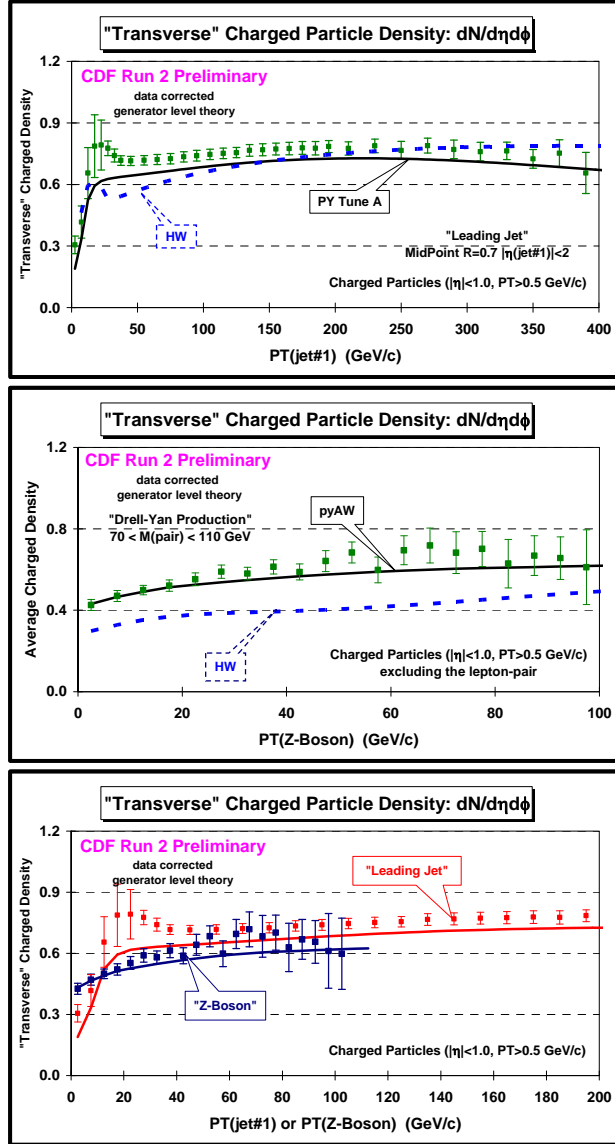 "Transverse" Charged Particle Density: dN/dηdϕ
CDF Run 2 Preliminary
data corrected
generator level theory
"Transverse" Charged Density
1.2
0.9
0.6
0.3
0.0
PY Tune A
HW
"Leading Jet"
MidPoint R=0.7 |η(jet#1)|<2
Charged Particles (|η|<1.0, PT>0.5 GeV/c)
0 50 100 150 200 250 300 350 400
PT(jet#1) (GeV/c)
"Transverse" Charged Particle Density: dN/dηdϕ
CDF Run 2 Preliminary
data corrected
generator level theory
"Drell-Yan Production"
70 < M(pair) < 110 GeV
Average Charged Density
1.2
0.8
0.4
0.0
pyAW
HW
Charged Particles (|η|<1.0, PT>0.5 GeV/c)
excluding the lepton-pair
0 20 40 60 80 100
PT(Z-Boson) (GeV/c)
"Transverse" Charged Particle Density: dN/dηdϕ
CDF Run 2 Preliminary
data corrected
generator level theory
"Transverse" Charged Density
1.2
0.9
0.6
0.3
0.0
"Leading Jet"
"Z-Boson"
Charged Particles (|η|<1.0, PT>0.5 GeV/c)
0 20 40 60 80 100 120 140 160 180 200
PT(jet#1) or PT(Z-Boson) (GeV/c)